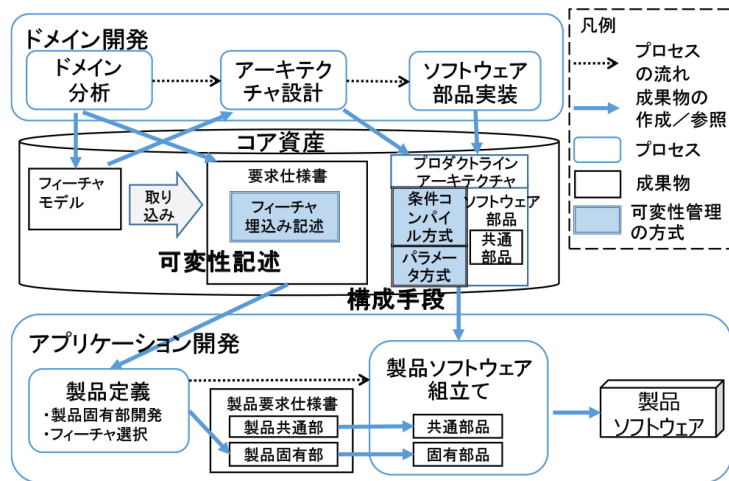 ドメイン開発
ドメイン
分析
アーキテク
チャ設計
ソフトウェア
部品実装
凡例
プロセス
の流れ
成果物の
作成／参照
プロセス
成果物
可変性管理
の方式
コア資産
フィーチャ
モデル
取り
込み
要求仕様書
フィーチャ
埋込み記述
可変性記述
プロダクトライン
アーキテクチャ
条件コ
ンパイ
ル方式
パラメー
タ方式
ソフトウェア
部品
共通
部品
構成手段
アプリケーション開発
製品定義
・製品固有部開発
・フィーチャ選択
製品要求仕様書
製品共通部
製品固有部
製品ソフトウェア
組立て
共通部品
固有部品
製品
ソフトウェア